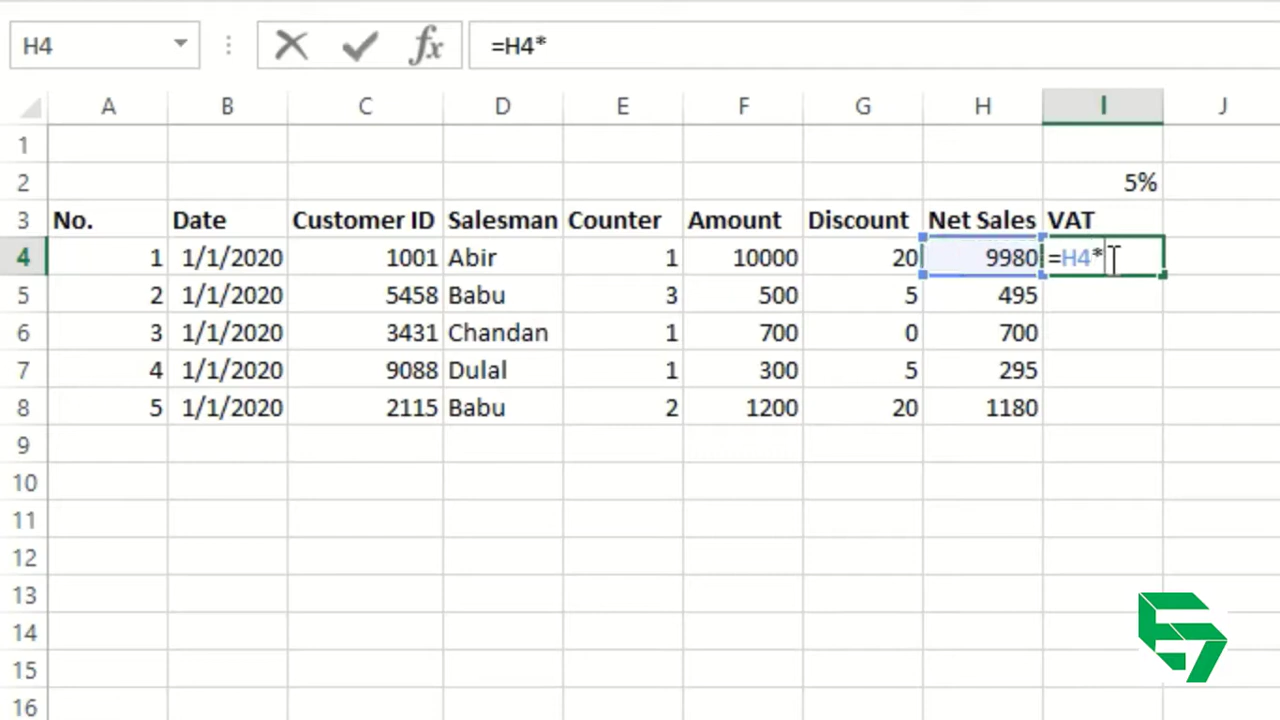 H4 fx =H4*
A B C D E F G H I J
1
2 5%
3 No. Date Customer ID Salesman Counter Amount Discount Net Sales VAT
4 1 1/1/2020 1001 Abir 1 10000 20 9980 =H4*
5 2 1/1/2020 5458 Babu 3 500 5 495
6 3 1/1/2020 3431 Chandan 1 700 0 700
7 4 1/1/2020 9088 Dulal 1 300 5 295
8 5 1/1/2020 2115 Babu 2 1200 20 1180
9
10
11
12
13
14
15
16